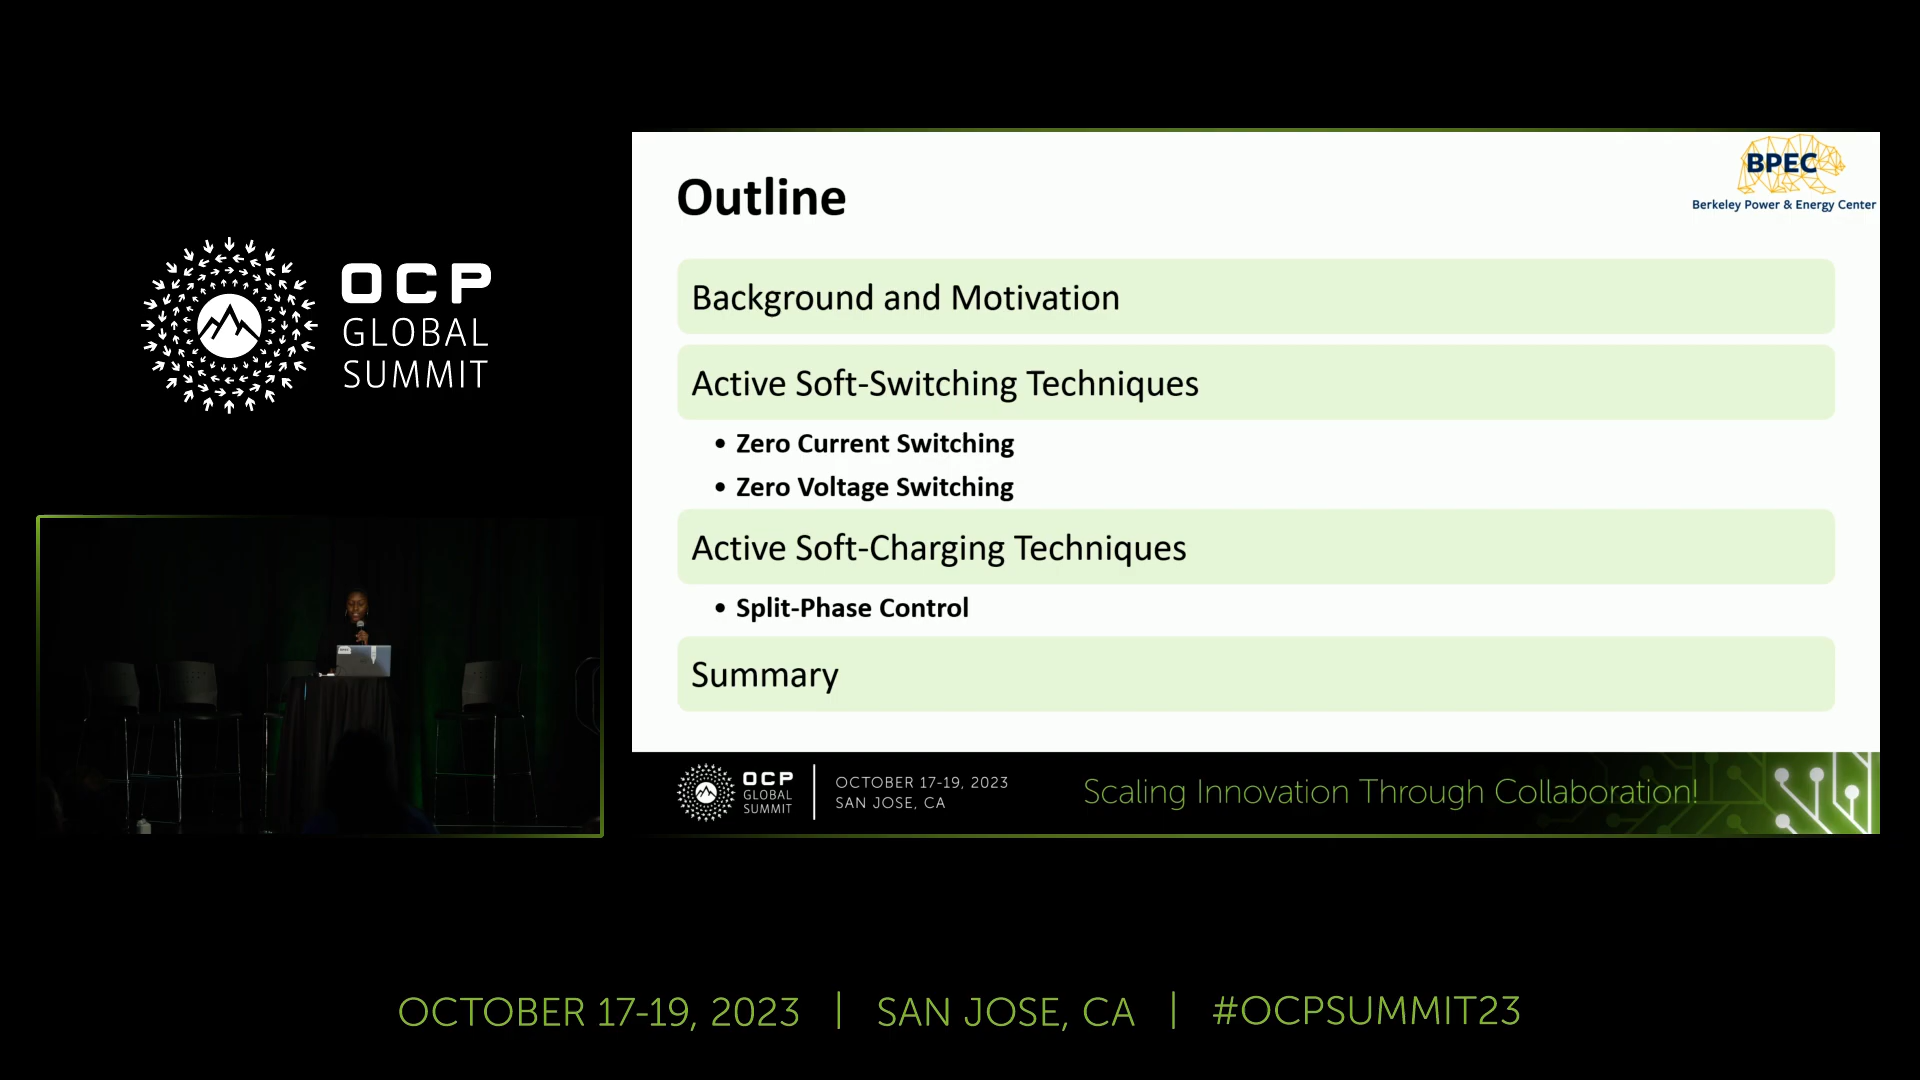 OCP
GLOBAL
SUMMIT
BPEC
Berkeley Power & Energy Center
Outline
Background and Motivation
Active Soft-Switching Techniques
• Zero Current Switching
• Zero Voltage Switching
Active Soft-Charging Techniques
• Split-Phase Control
Summary
OCP
GLOBAL
SUMMIT
OCTOBER 17-19, 2023
SAN JOSE, CA
Scaling Innovation Through Collaboration!
OCTOBER 17-19, 2023 | SAN JOSE, CA | #OCPSUMMIT23